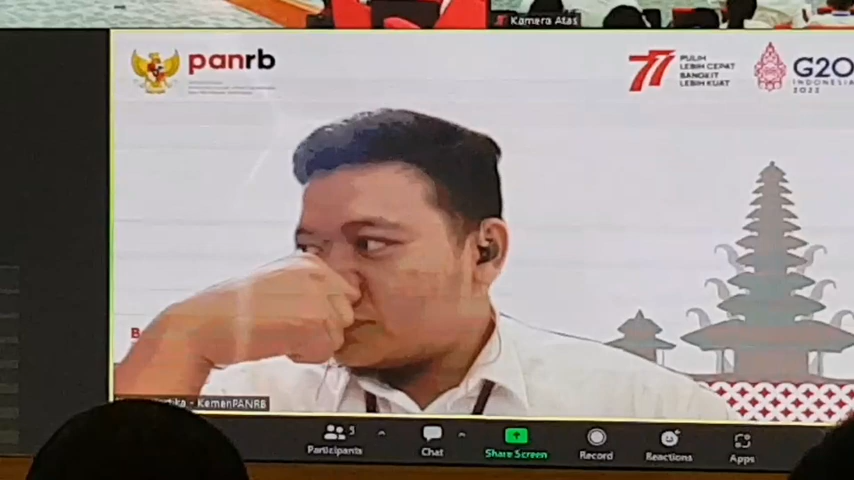 Kamera Atas
panrb
77
PULIH
LEBIH CEPAT
BANGKIT
LEBIH KUAT
G20
INDONESIA
2022
- KemenPANRB
Participants
Chat
Share Screen
Record
Reactions
Apps